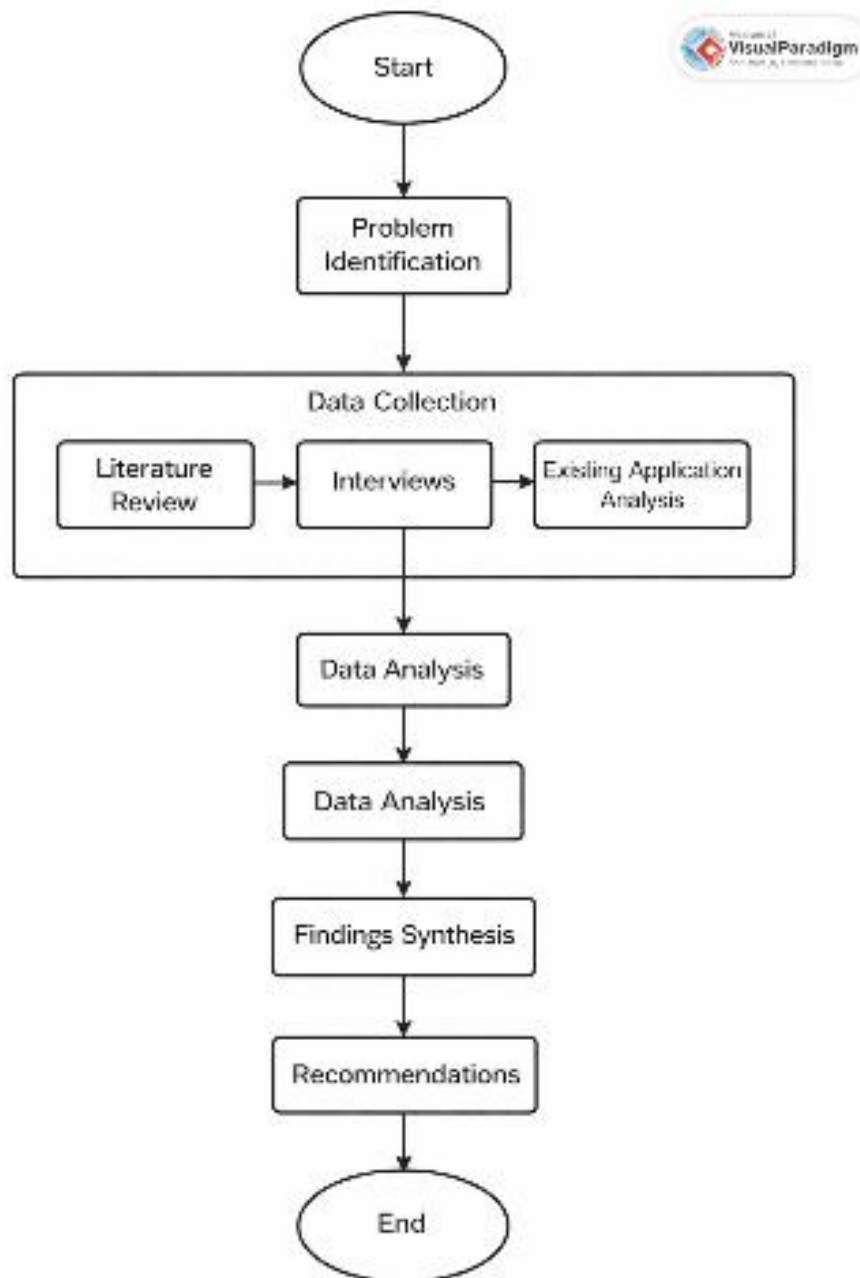 Start
VisualParadigm
Problem
Identification
Data Collection
Literature
Review
Interviews
Existing Application
Analysis
Data Analysis
Data Analysis
Findings Synthesis
Recommendations
End